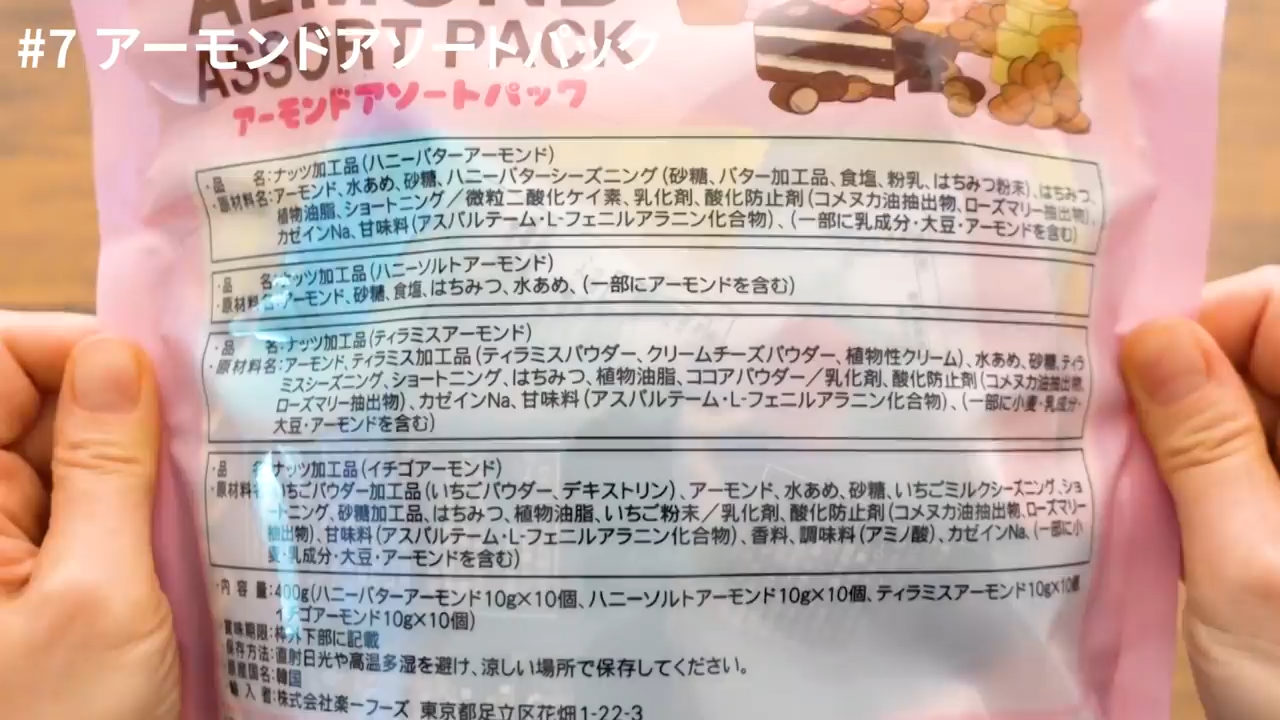 #7 アーモンドアソートパック
ALMOND
ASSORT PACK
アーモンドアソートパック
・品　名:ナッツ加工品(ハニーバターアーモンド)
・原材料名:アーモンド、水あめ、砂糖、ハニーバターシーズニング(砂糖、バター加工品、食塩、粉乳、はちみつ粉末)、はちみつ、
植物油脂、ショートニング/微粒二酸化ケイ素、乳化剤、酸化防止剤(コメヌカ油抽出物、ローズマリー抽出物)、
カゼインNa、甘味料(アスパルテーム・L-フェニルアラニン化合物)、(一部に乳成分・大豆・アーモンドを含む)
・品　名:ナッツ加工品(ハニーソルトアーモンド)
・原材料名:アーモンド、砂糖、食塩、はちみつ、水あめ、(一部にアーモンドを含む)
・品　名:ナッツ加工品(ティラミスアーモンド)
・原材料名:アーモンド、ティラミス加工品(ティラミスパウダー、クリームチーズパウダー、植物性クリーム)、水あめ、砂糖、ティラ
ミスシーズニング、ショートニング、はちみつ、植物油脂、ココアパウダー/乳化剤、酸化防止剤(コメヌカ油抽出物、
ローズマリー抽出物)、カゼインNa、甘味料(アスパルテーム・L-フェニルアラニン化合物)、(一部に小麦・乳成分・
大豆・アーモンドを含む)
・品　名:ナッツ加工品(イチゴアーモンド)
・原材料名:いちごパウダー加工品(いちごパウダー、デキストリン)、アーモンド、水あめ、砂糖、いちごミルクシーズニング、ショ
ートニング、砂糖加工品、はちみつ、植物油脂、いちご粉末/乳化剤、酸化防止剤(コメヌカ油抽出物、ローズマリー
抽出物)、甘味料(アスパルテーム・L-フェニルアラニン化合物)、香料、調味料(アミノ酸)、カゼインNa、(一部に小
麦・乳成分・大豆・アーモンドを含む)
・内容量:400g(ハニーバターアーモンド10g×10個、ハニーソルトアーモンド10g×10個、ティラミスアーモンド10g×10個
イチゴアーモンド10g×10個)
・賞味期限:枠外下部に記載
・保存方法:直射日光や高温多湿を避け、涼しい場所で保存してください。
・原産国名:韓国
・輸入者:株式会社楽一フーズ 東京都足立区花畑1-22-3